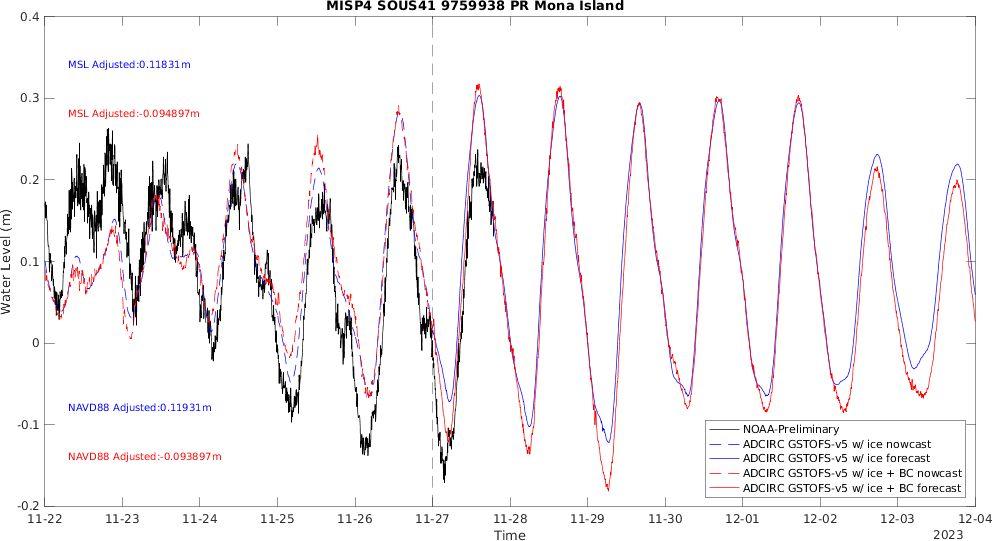 MISP4 SOUS41 9759938 PR Mona Island
0.4
0.3
0.2
0.1
0
-0.1
-0.2
Water Level (m)
MSL Adjusted:0.11831m
MSL Adjusted:-0.094897m
NAVD88 Adjusted:0.11931m
NAVD88 Adjusted:-0.093897m
NOAA-Preliminary
ADCIRC GSTOFS-v5 w/ ice nowcast
ADCIRC GSTOFS-v5 w/ ice forecast
ADCIRC GSTOFS-v5 w/ ice + BC nowcast
ADCIRC GSTOFS-v5 w/ ice + BC forecast
11-22 11-23 11-24 11-25 11-26 11-27 11-28 11-29 11-30 12-01 12-02 12-03 12-04
Time
2023